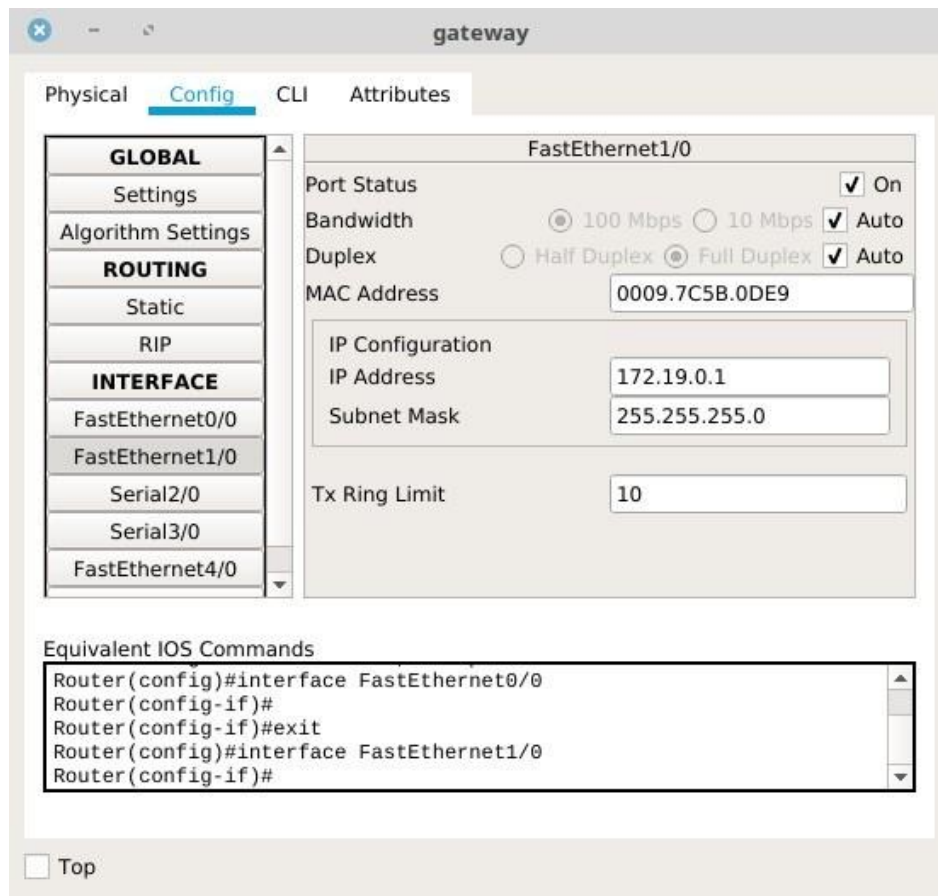 gateway
Physical Config CLI Attributes
GLOBAL
Settings
Algorithm Settings
ROUTING
Static
RIP
INTERFACE
FastEthernet0/0
FastEthernet1/0
Serial2/0
Serial3/0
FastEthernet4/0
FastEthernet1/0
Port Status On
Bandwidth 100 Mbps 10 Mbps Auto
Duplex Half Duplex Full Duplex Auto
MAC Address 0009.7C5B.0DE9
IP Configuration
IP Address 172.19.0.1
Subnet Mask 255.255.255.0
Tx Ring Limit 10
Equivalent IOS Commands
Router(config)#interface FastEthernet0/0
Router(config-if)#
Router(config-if)#exit
Router(config)#interface FastEthernet1/0
Router(config-if)#
Top